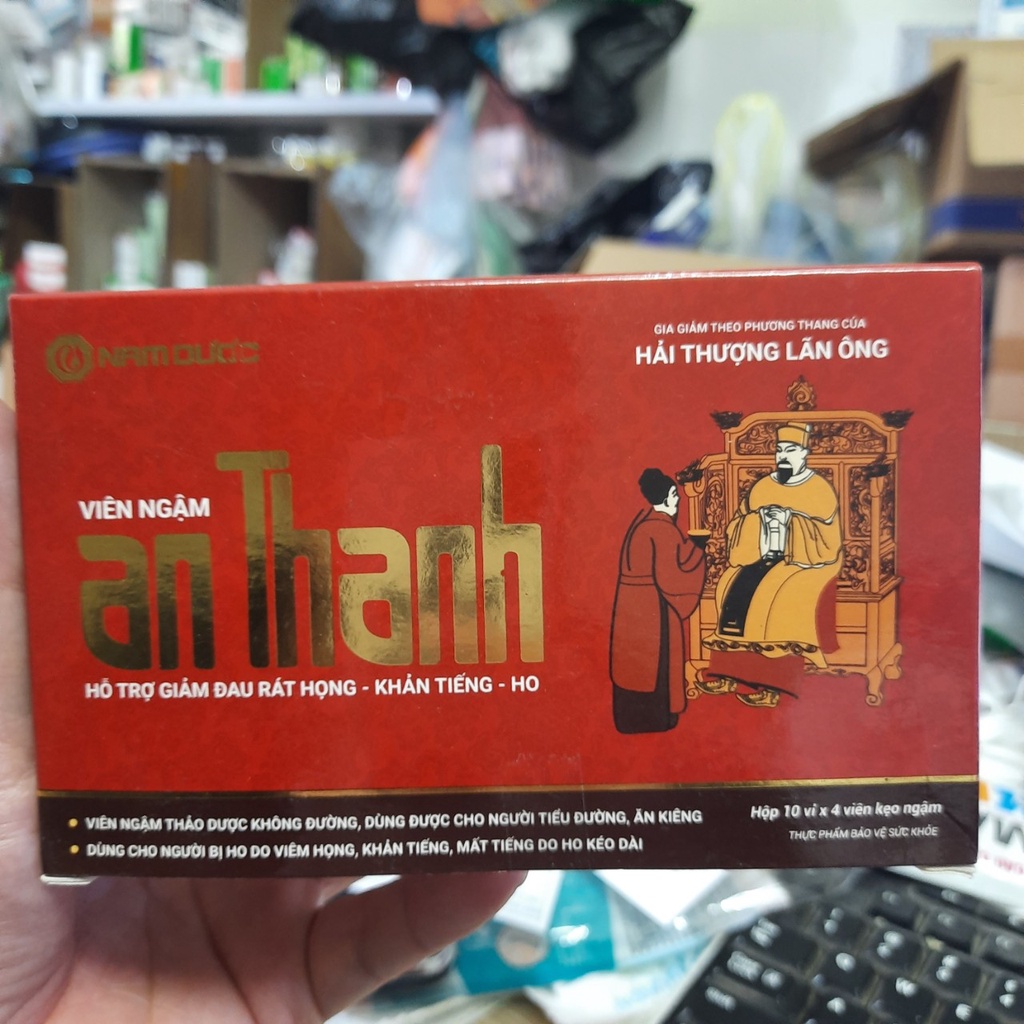 NAM DƯỢC
GIA GIẢM THEO PHƯƠNG THANG CỦA
HẢI THƯỢNG LÃN ÔNG
VIÊN NGẬM
an Thanh
HỖ TRỢ GIẢM ĐAU RÁT HỌNG - KHẢN TIẾNG - HO
• VIÊN NGẬM THẢO DƯỢC KHÔNG ĐƯỜNG, DÙNG ĐƯỢC CHO NGƯỜI TIỂU ĐƯỜNG, ĂN KIÊNG
• DÙNG CHO NGƯỜI BỊ HO DO VIÊM HỌNG, KHẢN TIẾNG, MẤT TIẾNG DO HO KÉO DÀI
Hộp 10 vỉ x 4 viên kẹo ngậm
THỰC PHẨM BẢO VỆ SỨC KHỎE